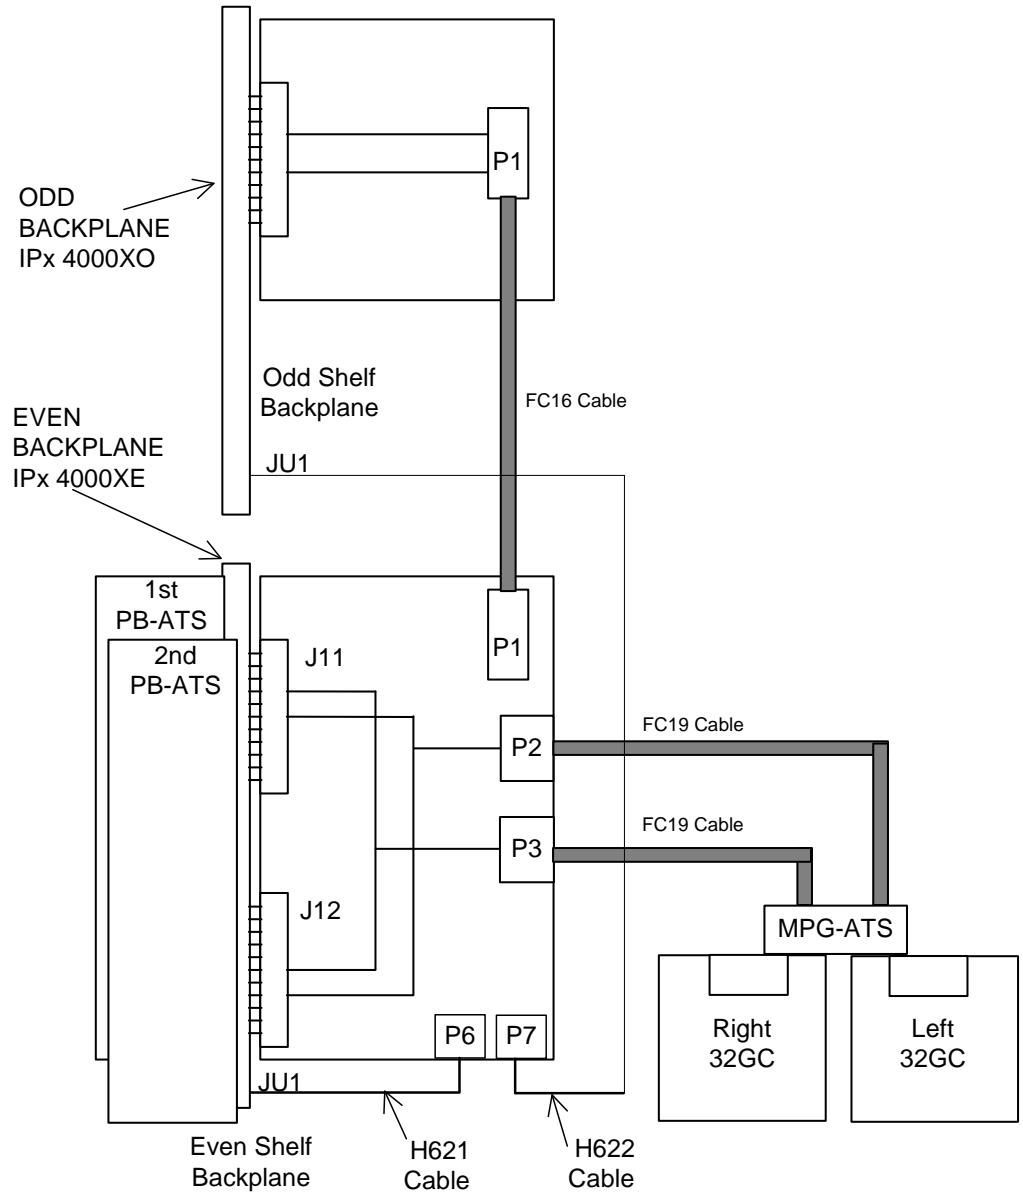 P1
ODD
BACKPLANE
IPx 4000XO
Odd Shelf
Backplane
FC16 Cable
EVEN
BACKPLANE
IPx 4000XE
JU1
1st
PB-ATS
2nd
PB-ATS
J11
P1
P2
FC19 Cable
P3
FC19 Cable
J12
MPG-ATS
P6
P7
Right
32GC
Left
32GC
JU1
Even Shelf
Backplane
H621
Cable
H622
Cable